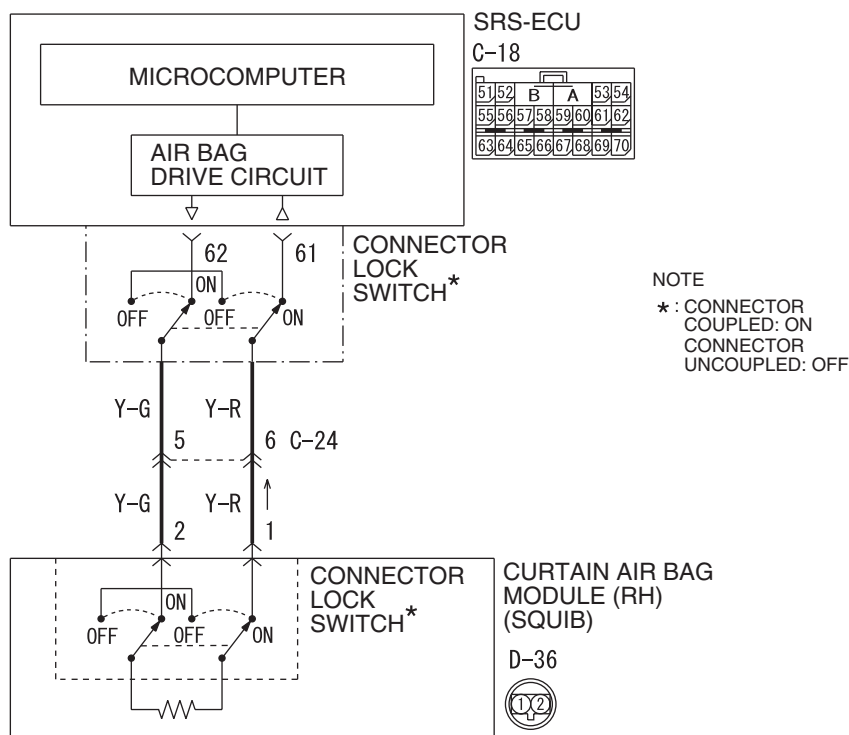 SRS-ECU
C-18
MICROCOMPUTER
51 52 B A 53 54
55 56 57 58 59 60 61 62
63 64 65 66 67 68 69 70
AIR BAG
DRIVE CIRCUIT
62 61
CONNECTOR
LOCK
SWITCH*
ON
OFF OFF ON
NOTE
*: CONNECTOR
COUPLED: ON
CONNECTOR
UNCOUPLED: OFF
Y-G Y-R
5 6 C-24
Y-G Y-R
2 1
CONNECTOR
LOCK
SWITCH*
ON
OFF OFF ON
CURTAIN AIR BAG
MODULE (RH)
(SQUIB)
D-36
1 2